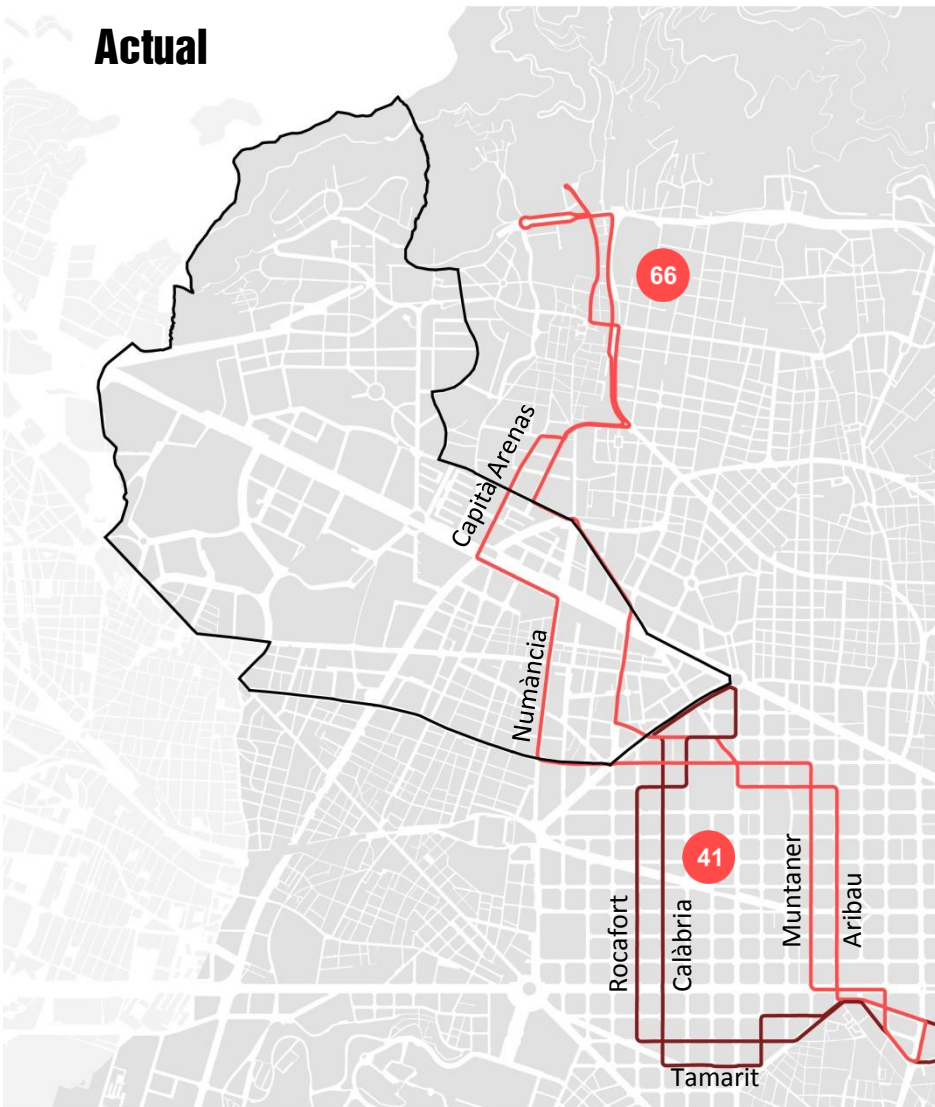 Actual
66
Capità Arenas
Numància
41
Rocafort
Calàbria
Muntaner
Aribau
Tamarit